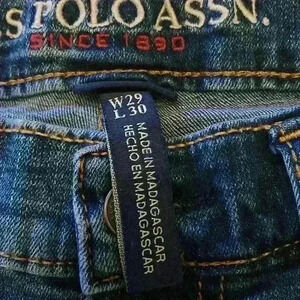 .S POLO ASSN.
SINCE 1890
W29
L 30
MADE IN MADAGASCAR
HECHO EN MADAGASCAR